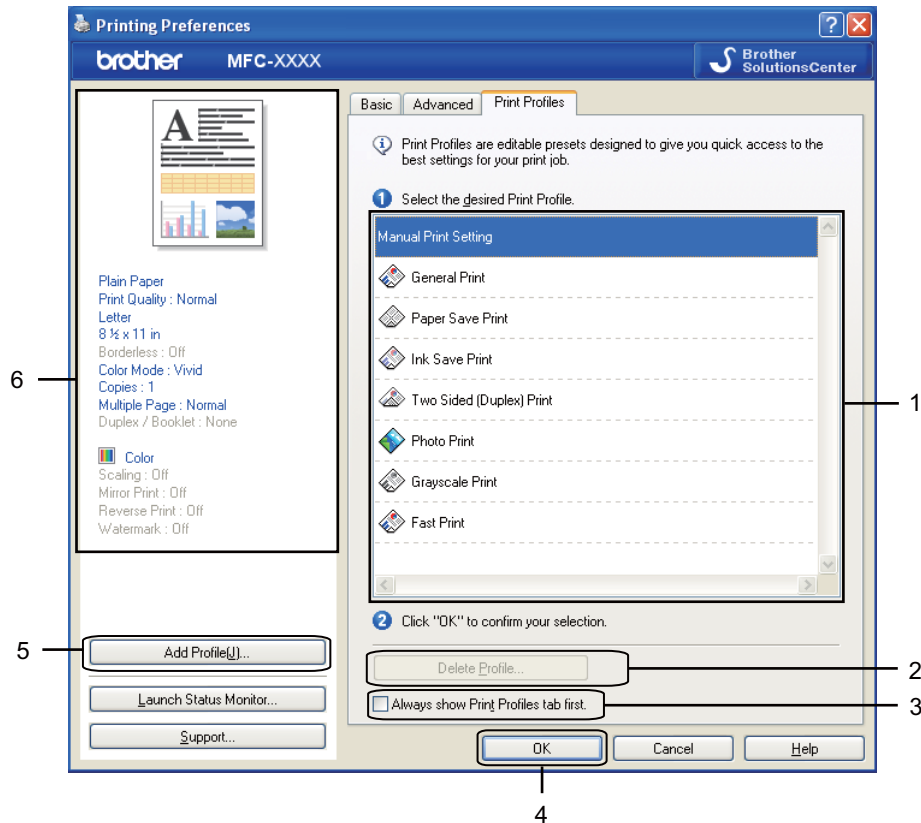 Printing Preferences
brother MFC-XXXX
Brother
SolutionsCenter
A
Plain Paper
Print Quality : Normal
Letter
8 ½ x 11 in
Borderless : Off
Color Mode : Vivid
Copies : 1
Multiple Page : Normal
Duplex / Booklet : None
Color
Scaling : Off
Mirror Print : Off
Reverse Print : Off
Watermark : Off
6
Add Profile(J)...
5
Launch Status Monitor...
Support...
Basic Advanced Print Profiles
Print Profiles are editable presets designed to give you quick access to the
best settings for your print job.
1 Select the desired Print Profile.
Manual Print Setting
General Print
Paper Save Print
Ink Save Print
Two Sided (Duplex) Print
Photo Print
Grayscale Print
Fast Print
1
2 Click "OK" to confirm your selection.
Delete Profile...
2
Always show Print Profiles tab first.
3
OK Cancel Help
4